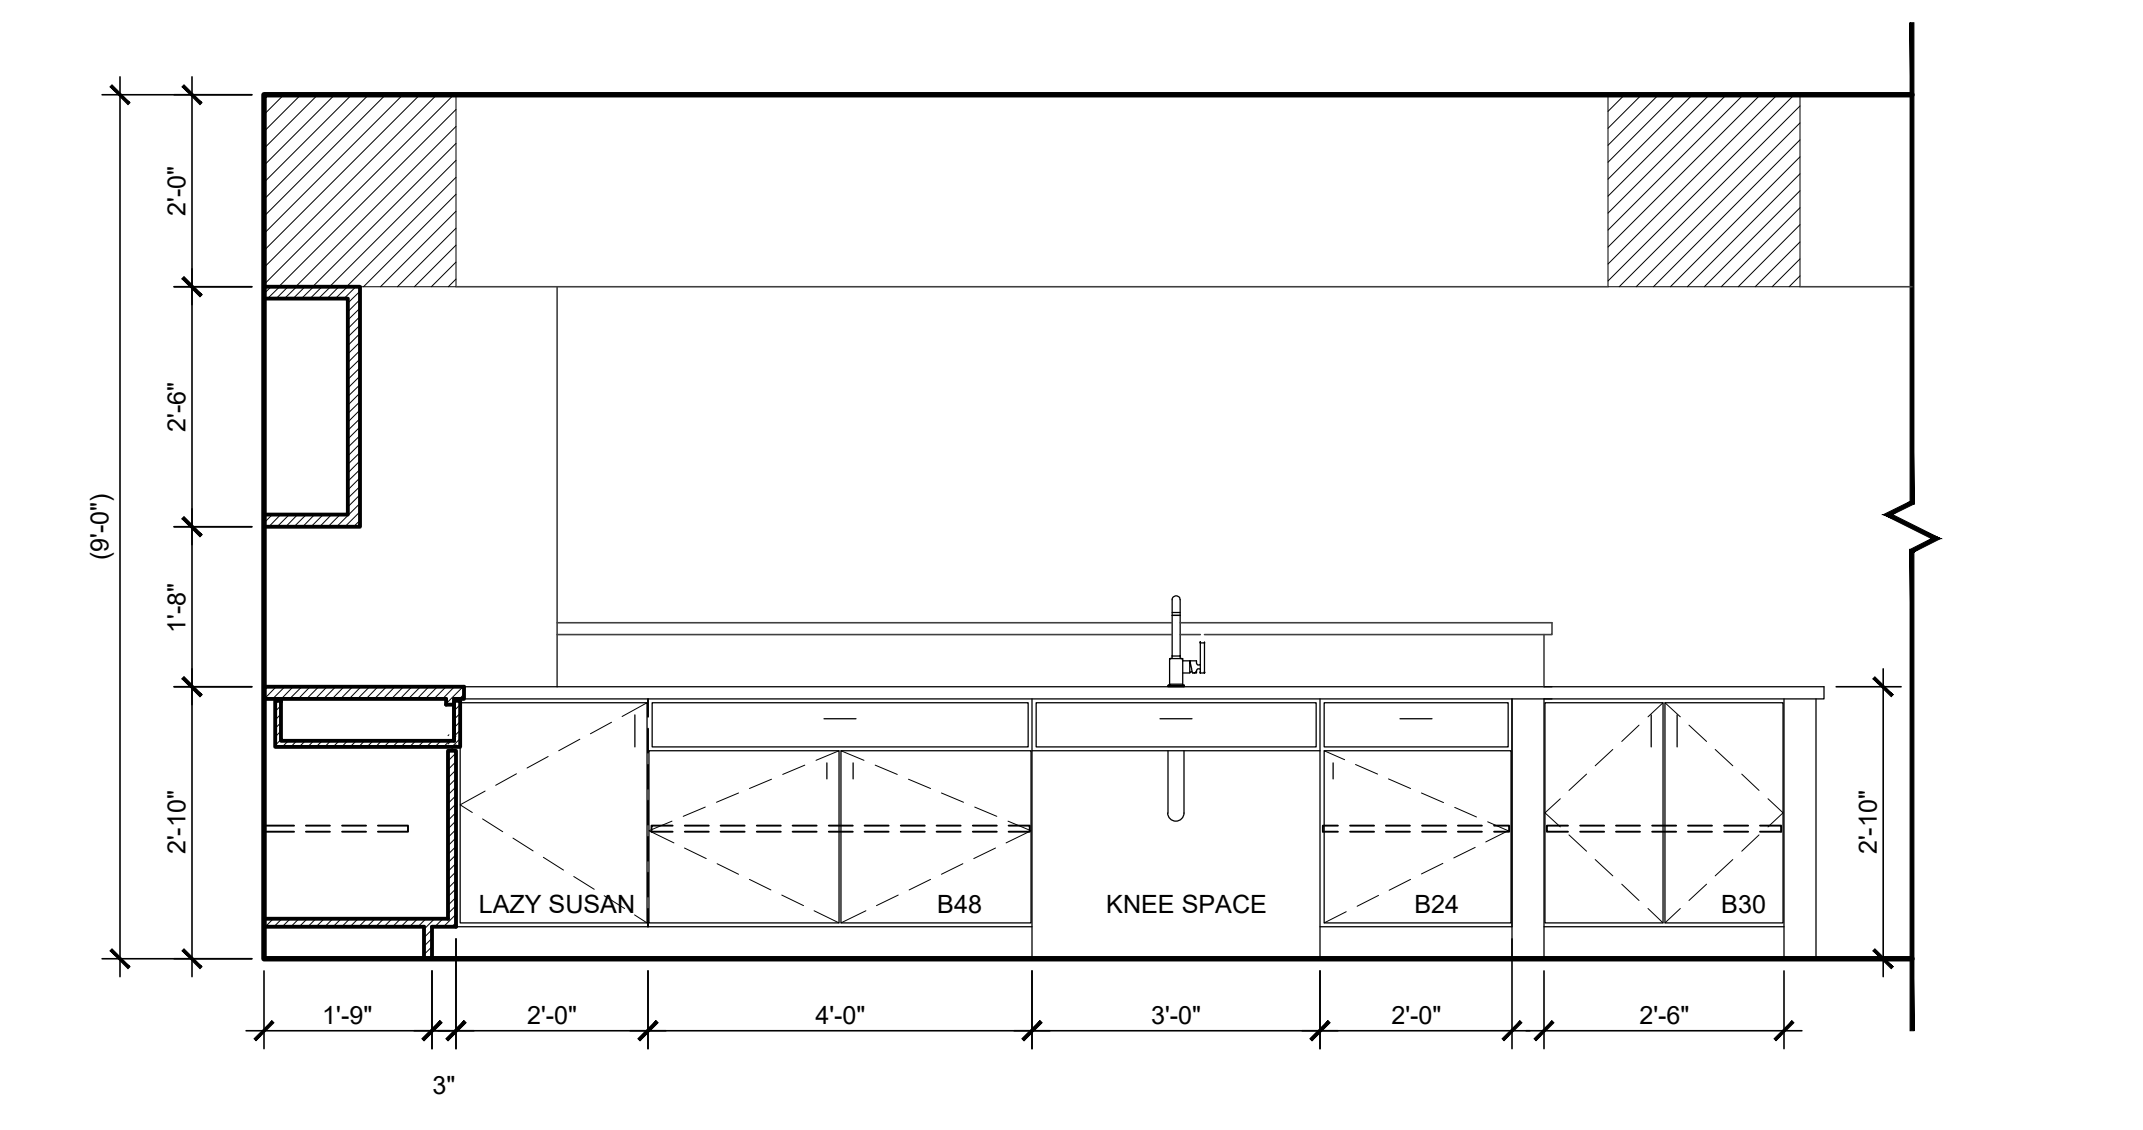 2'-0"
2'-6"
(9'-0")
1'-8"
2'-10"
2'-10"
LAZY SUSAN
B48
KNEE SPACE
B24
B30
1'-9"
2'-0"
4'-0"
3'-0"
2'-0"
2'-6"
3"